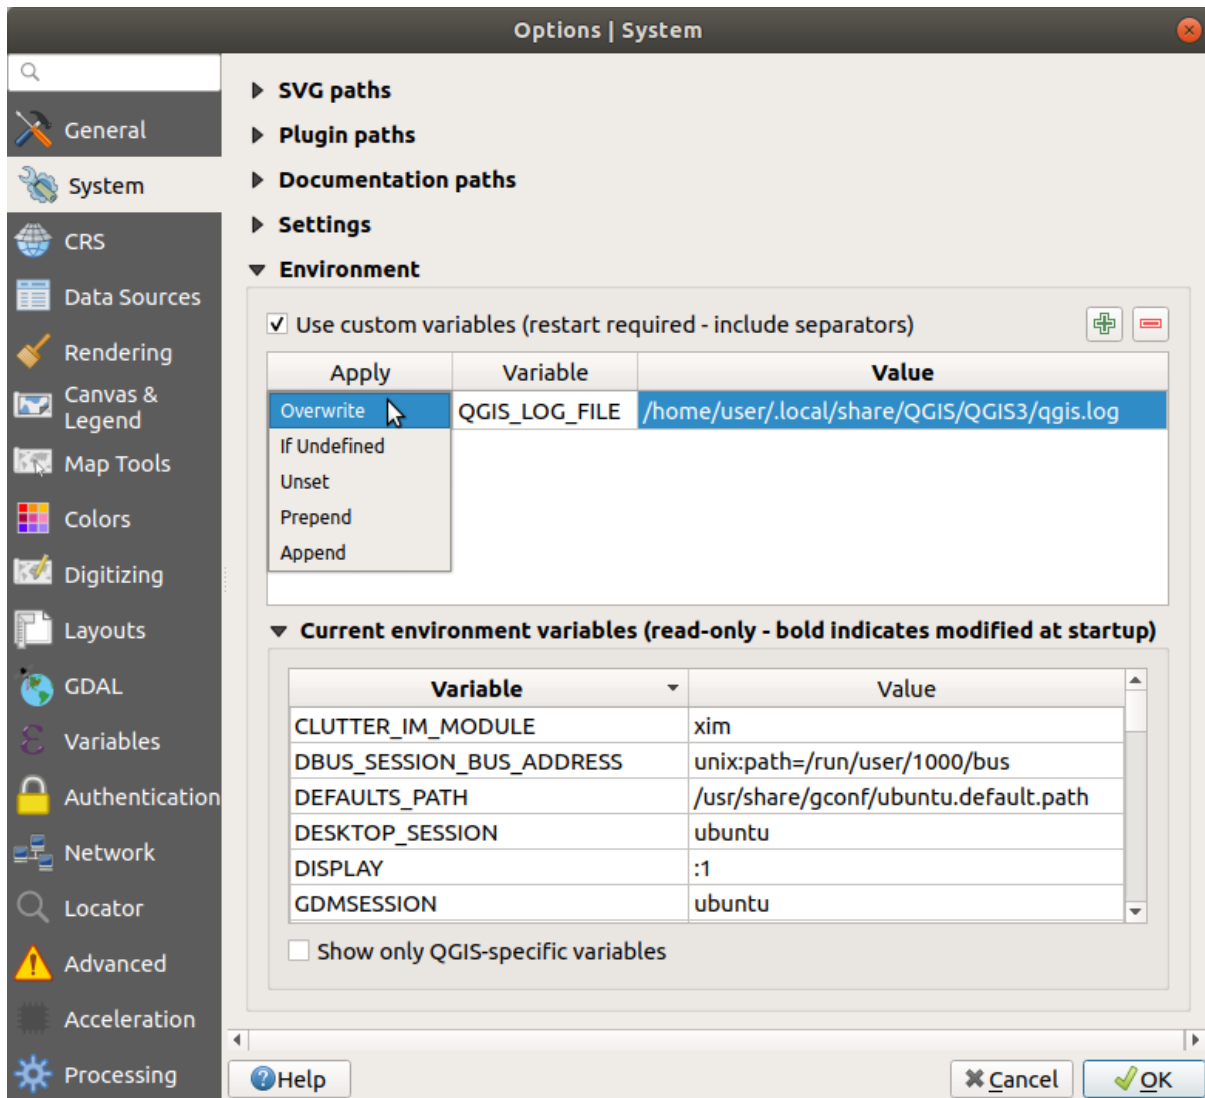 Options | System
General
System
CRS
Data Sources
Rendering
Canvas &
Legend
Map Tools
Colors
Digitizing
Layouts
GDAL
Variables
Authentication
Network
Locator
Advanced
Acceleration
Processing
SVG paths
Plugin paths
Documentation paths
Settings
Environment
Use custom variables (restart required - include separators)
Apply Variable Value
Overwrite QGIS_LOG_FILE /home/user/.local/share/QGIS/QGIS3/qgis.log
If Undefined
Unset
Prepend
Append
Current environment variables (read-only - bold indicates modified at startup)
Variable Value
CLUTTER_IM_MODULE xim
DBUS_SESSION_BUS_ADDRESS unix:path=/run/user/1000/bus
DEFAULTS_PATH /usr/share/gconf/ubuntu.default.path
DESKTOP_SESSION ubuntu
DISPLAY :1
GDMSESSION ubuntu
Show only QGIS-specific variables
Help Cancel OK